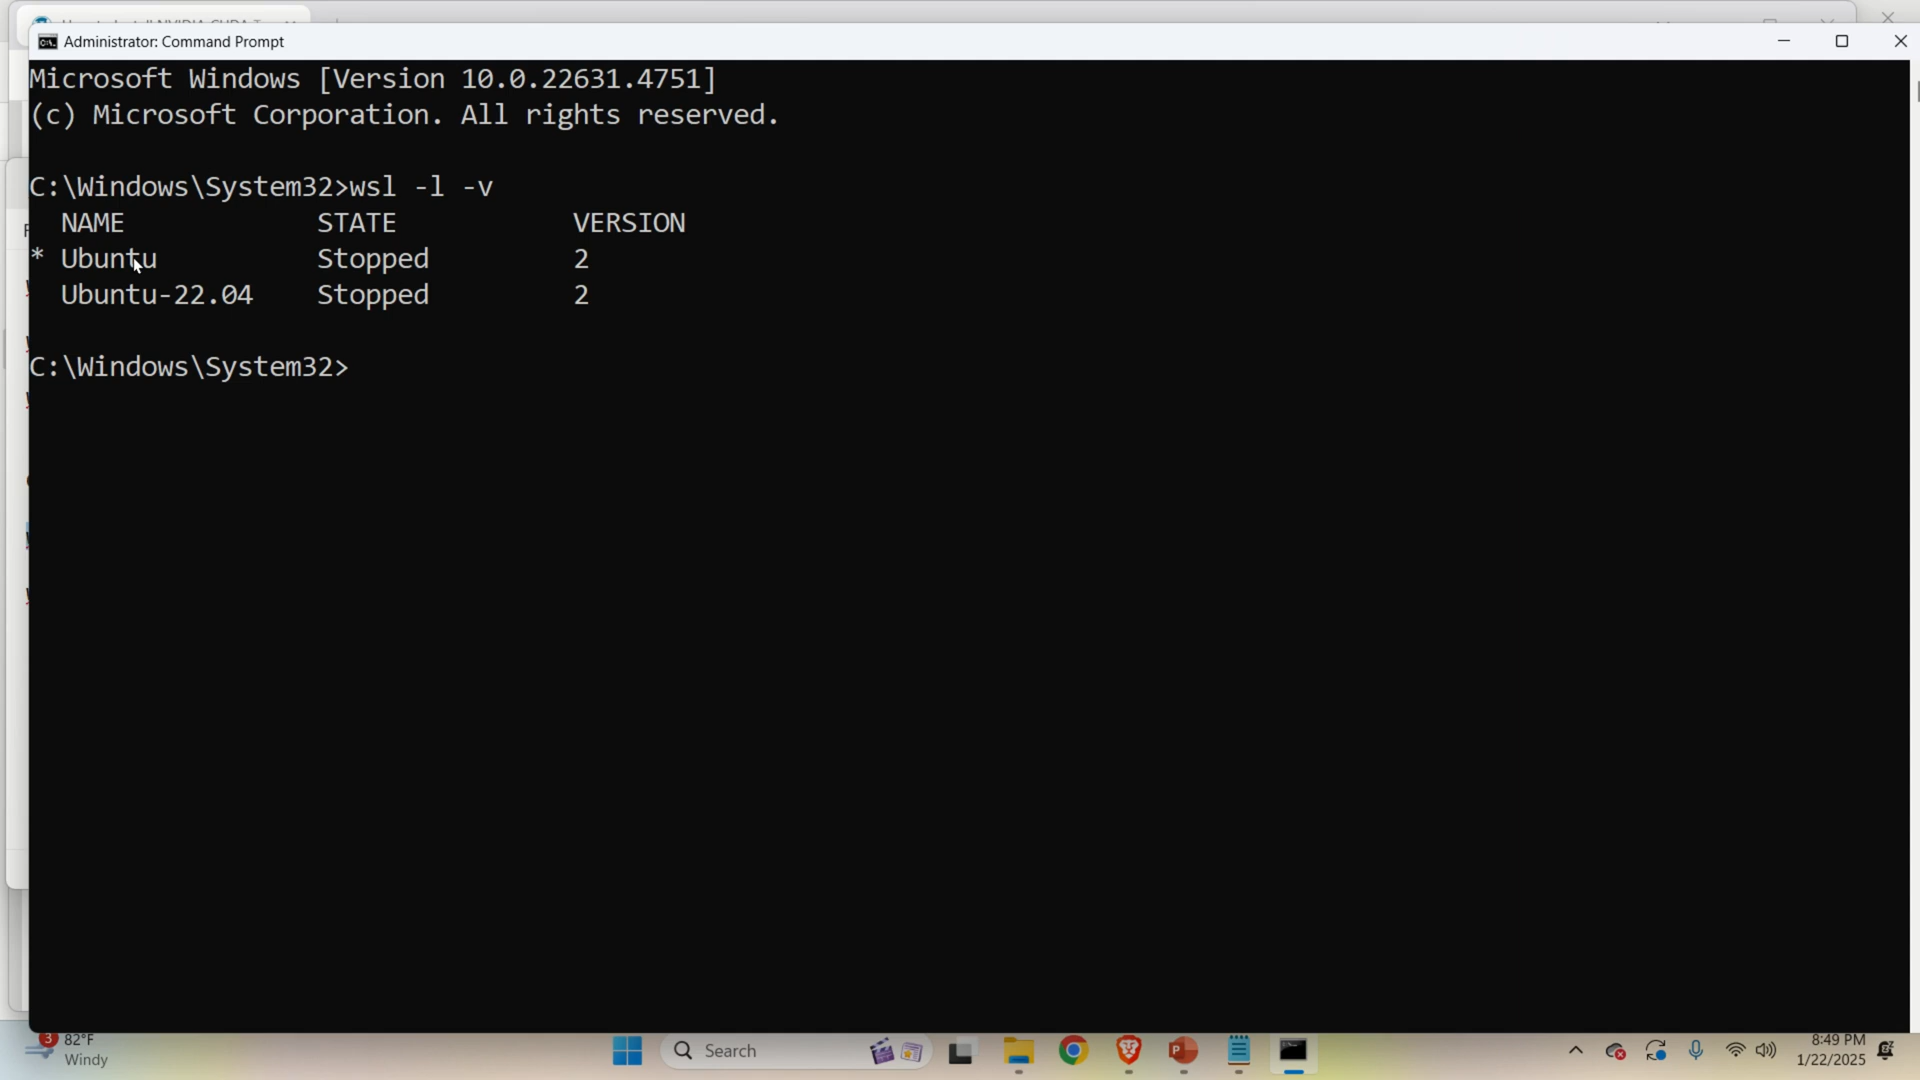 Administrator: Command Prompt
Microsoft Windows [Version 10.0.22631.4751]
(c) Microsoft Corporation. All rights reserved.
C:\Windows\System32>wsl -l -v
NAME STATE VERSION
* Ubuntu Stopped 2
Ubuntu-22.04 Stopped 2
C:\Windows\System32>
3
82°F
Windy
Search
8:49 PM
1/22/2025